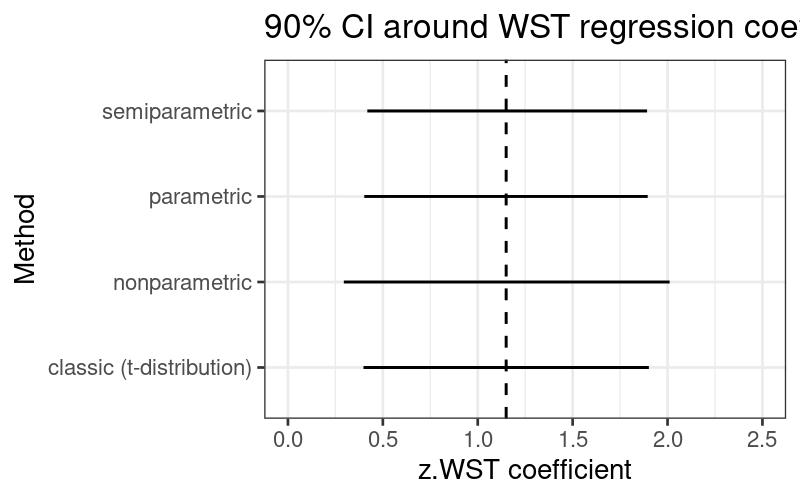 90% CI around WST regression coe
semiparametric
parametric
nonparametric
classic (t-distribution)
Method
0.0 0.5 1.0 1.5 2.0 2.5
z.WST coefficient